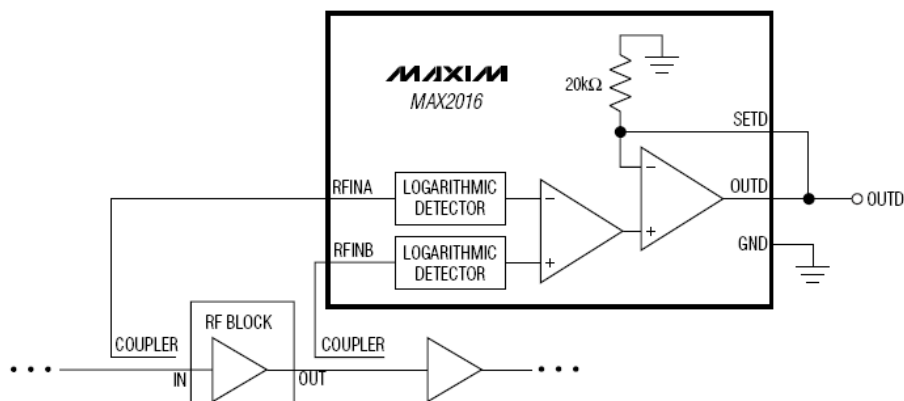 MAXIM
MAX2016
20kΩ
SETD
RFINA
LOGARITHMIC
DETECTOR
OUTD
OUTD
RFINB
LOGARITHMIC
DETECTOR
GND
RF BLOCK
COUPLER
COUPLER
IN
OUT